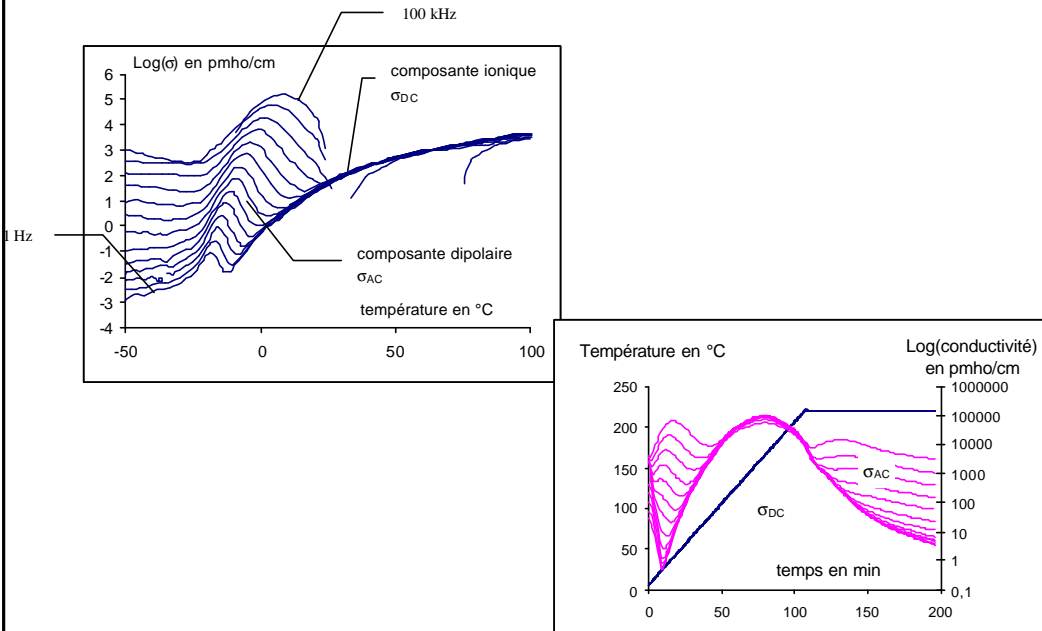 100 kHz
Log(σ) en pmho/cm
6
5
4
3
2
1
0
-1
-2
-3
-4
-50
0
50
100
composante ionique
σDC
1 Hz
composante dipolaire
σAC
température en °C
Température en °C
Log(conductivité)
en pmho/cm
250
200
150
100
50
0
1000000
100000
10000
1000
100
10
1
0,1
σAC
σDC
temps en min
0
50
100
150
200